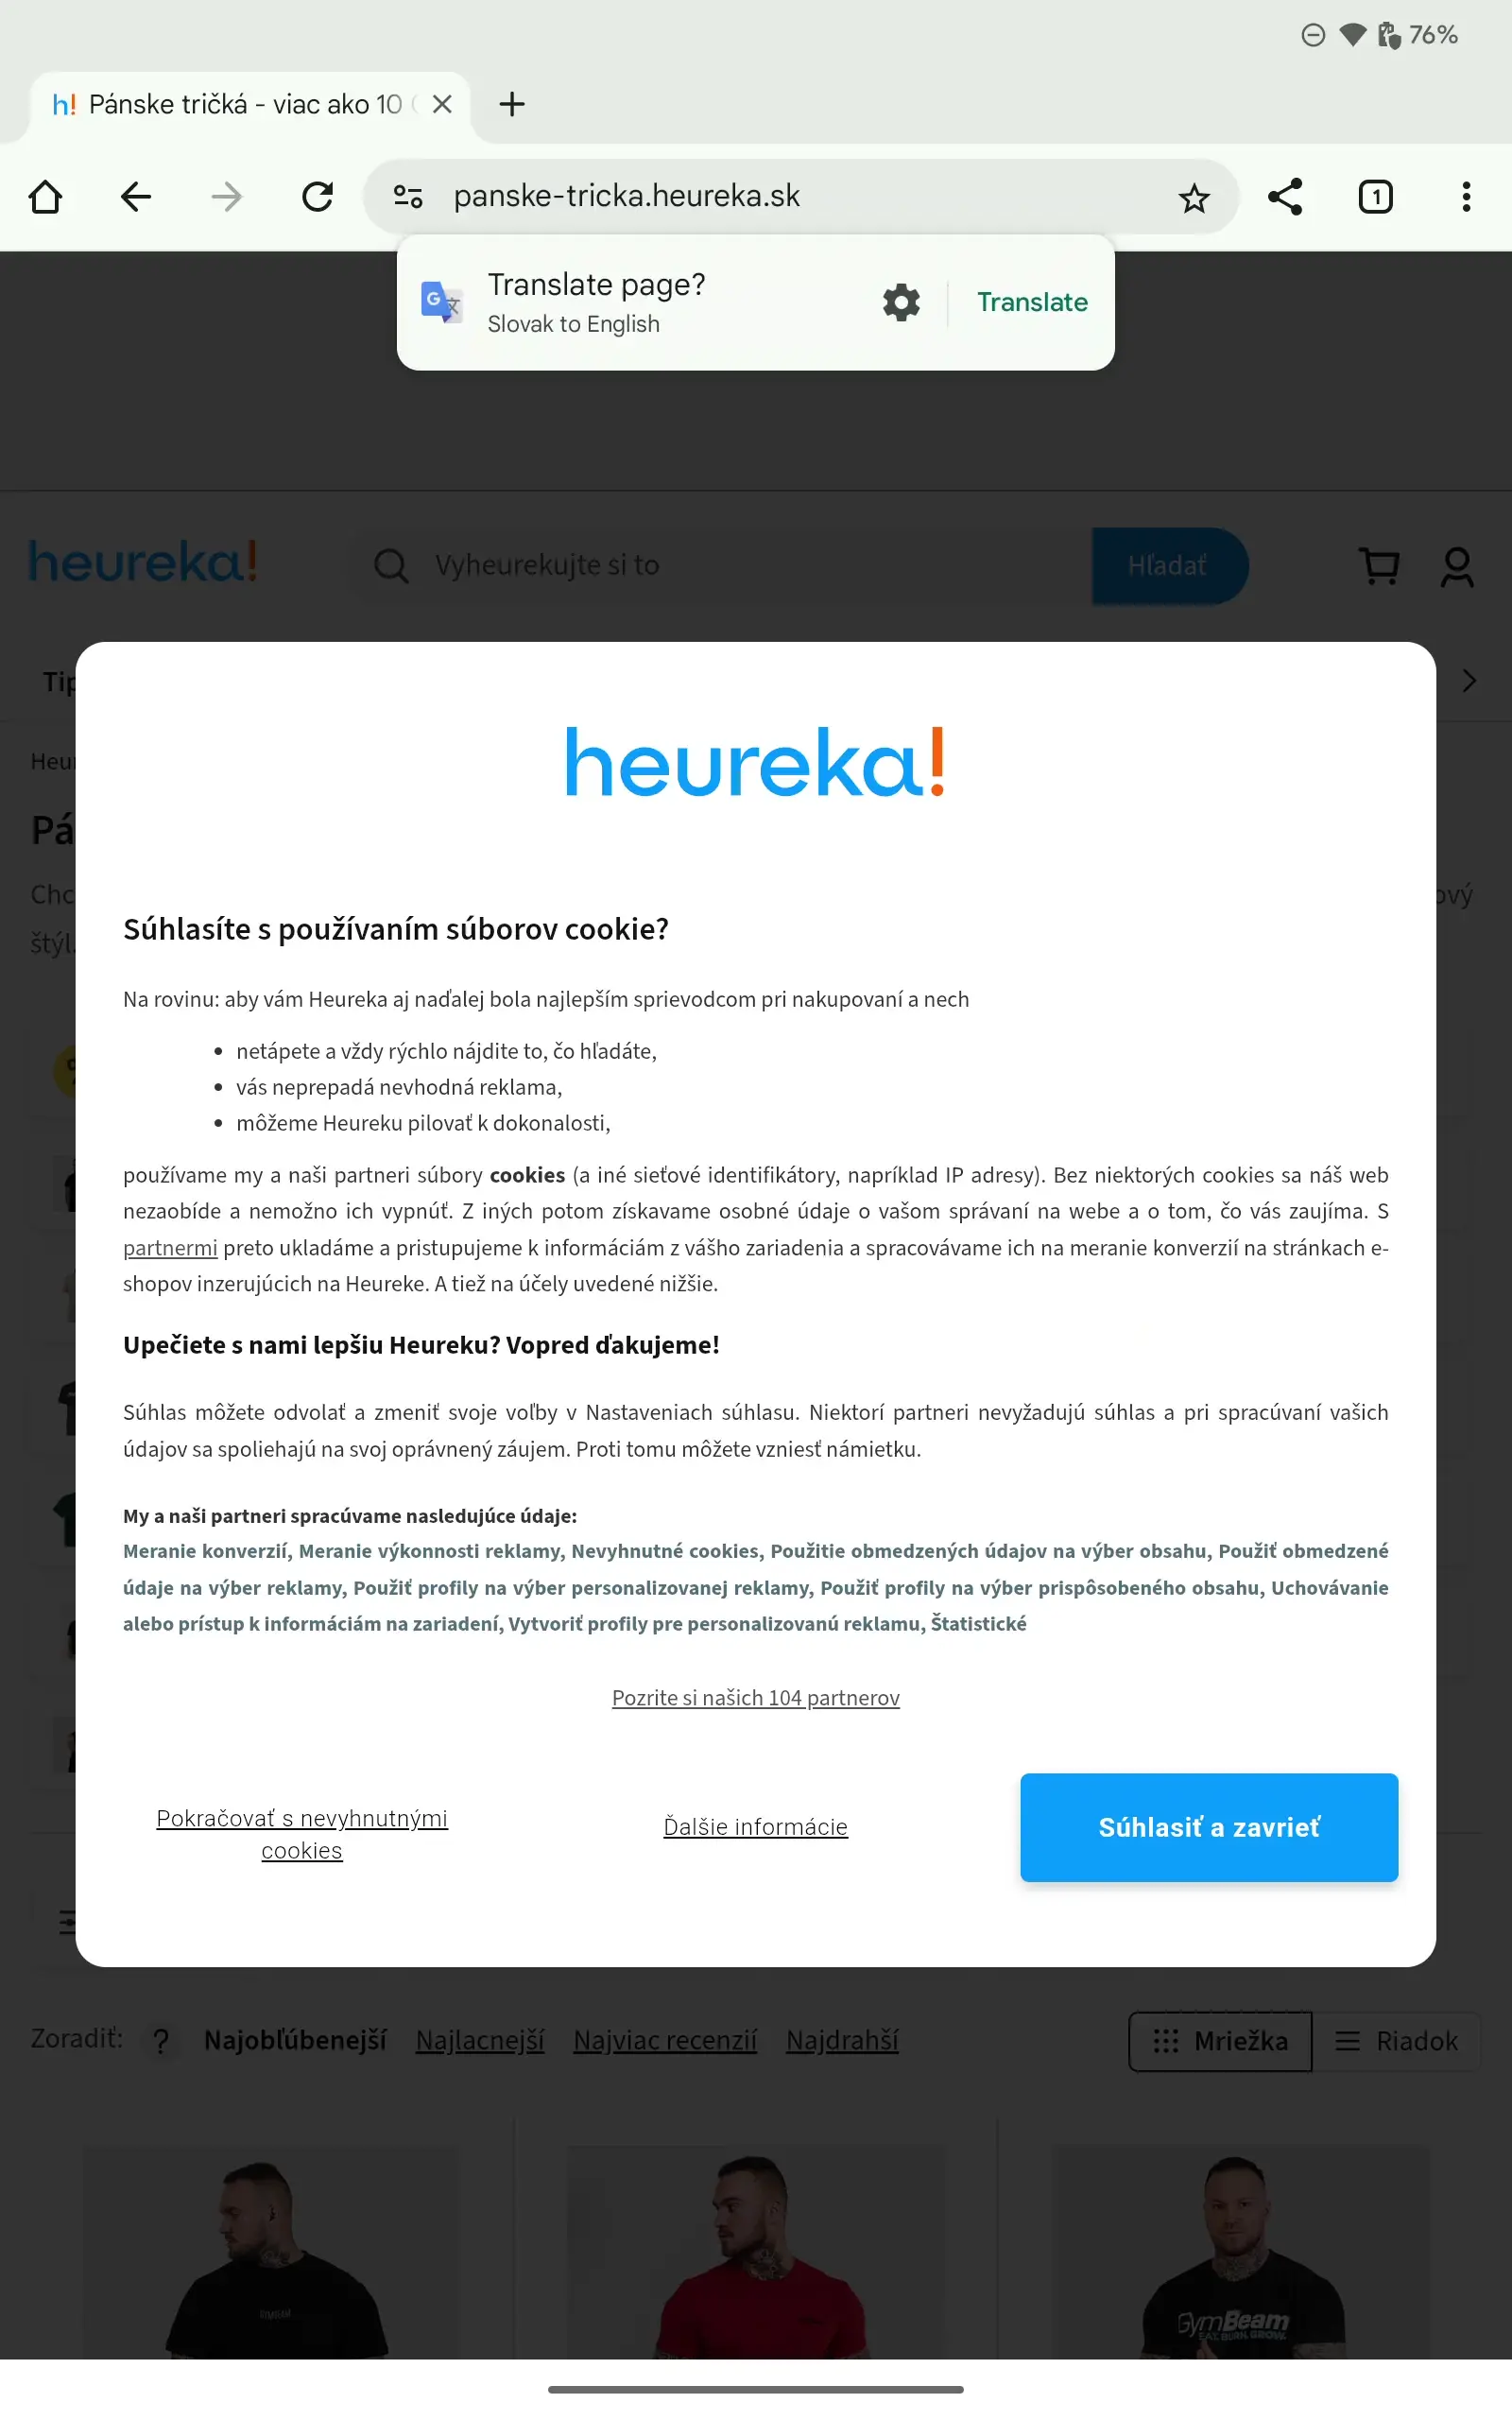 76%
h! Pánske tričká - viac ako 10
panske-tricka.heureka.sk
1
Translate page?
Slovak to English
Translate
heureka!
Vyheurekujte si to
Hľadať
heureka!
Súhlasíte s používaním súborov cookie?
Na rovinu: aby vám Heureka aj naďalej bola najlepším sprievodcom pri nakupovaní a nech
• netápete a vždy rýchlo nájdite to, čo hľadáte,
• vás neprepadá nevhodná reklama,
• môžeme Heureku pilovať k dokonalosti,
používame my a naši partneri súbory cookies (a iné sieťové identifikátory, napríklad IP adresy). Bez niektorých cookies sa náš web
nezaobíde a nemožno ich vypnúť. Z iných potom získavame osobné údaje o vašom správaní na webe a o tom, čo vás zaujíma. S
partnermi preto ukladáme a pristupujeme k informáciám z vášho zariadenia a spracovávame ich na meranie konverzií na stránkach e-
shopov inzerujúcich na Heureke. A tiež na účely uvedené nižšie.
Upečiete s nami lepšiu Heureku? Vopred ďakujeme!
Súhlas môžete odvolať a zmeniť svoje voľby v Nastaveniach súhlasu. Niektorí partneri nevyžadujú súhlas a pri spracúvaní vašich
údajov sa spoliehajú na svoj oprávnený záujem. Proti tomu môžete vzniesť námietku.
My a naši partneri spracúvame nasledujúce údaje:
Meranie konverzií, Meranie výkonnosti reklamy, Nevyhnutné cookies, Použitie obmedzených údajov na výber obsahu, Použiť obmedzené
údaje na výber reklamy, Použiť profily na výber personalizovanej reklamy, Použiť profily na výber prispôsobeného obsahu, Uchovávanie
alebo prístup k informáciám na zariadení, Vytvoriť profily pre personalizovanú reklamu, Štatistické
Pozrite si našich 104 partnerov
Pokračovať s nevyhnutnými
cookies
Ďalšie informácie
Súhlasiť a zavrieť
Zoradiť: ? Najobľúbenejší Najlacnejší Najviac recenzií Najdrahší
Mriežka
Riadok
GYMBEAM
GymBeam
EAT. BURN. GROW.